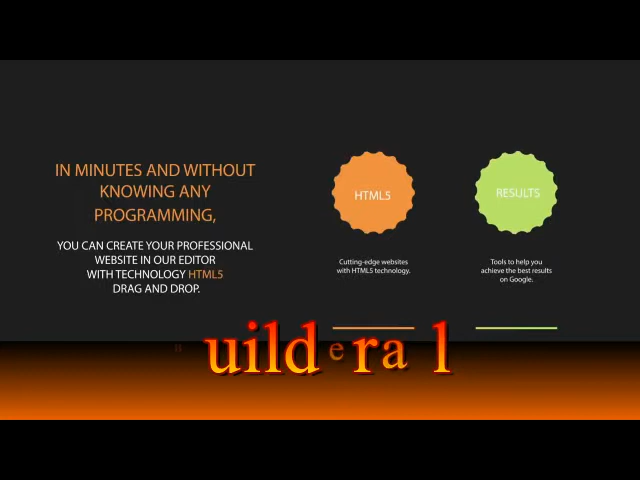 IN MINUTES AND WITHOUT
KNOWING ANY
PROGRAMMING,
YOU CAN CREATE YOUR PROFESSIONAL
WEBSITE IN OUR EDITOR
WITH TECHNOLOGY HTML5
DRAG AND DROP.
HTML5
Cutting-edge websites
with HTML5 technology.
RESULTS
Tools to help you
achieve the best results
on Google.
uild e ra l